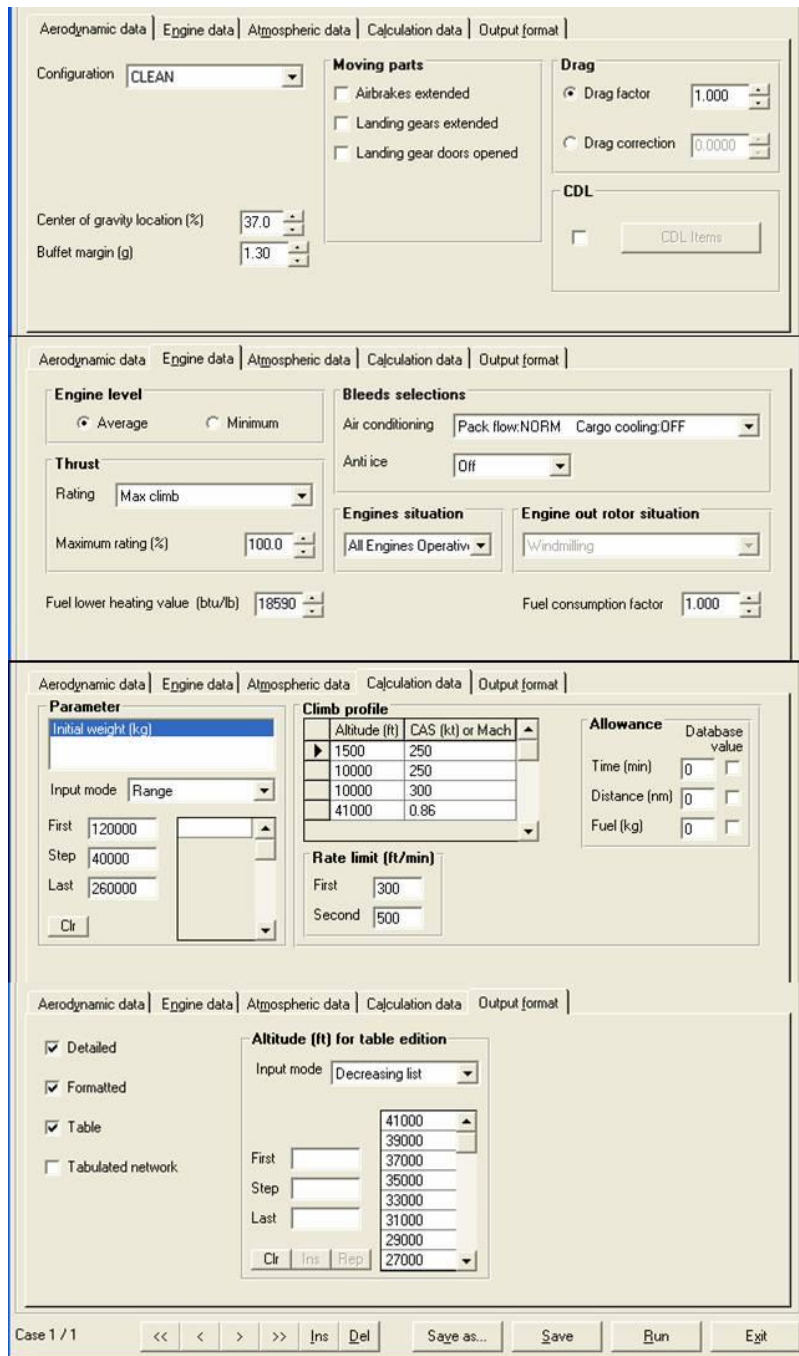 Aerodynamic data Engine data Atmospheric data Calculation data Output format
Configuration CLEAN
Center of gravity location (%) 37.0
Buffet margin (g) 1.30
Moving parts
Airbrakes extended
Landing gears extended
Landing gear doors opened
Drag
Drag factor 1.000
Drag correction 0.0000
CDL
CDL Items
Aerodynamic data Engine data Atmospheric data Calculation data Output format
Engine level
Average Minimum
Thrust
Rating Max climb
Maximum rating (%) 100.0
Bleeds selections
Air conditioning Pack flow:NORM Cargo cooling:OFF
Anti ice Off
Engines situation
All Engines Operativ
Engine out rotor situation
Windmilling
Fuel lower heating value (btu/lb) 18590
Fuel consumption factor 1.000
Aerodynamic data Engine data Atmospheric data Calculation data Output format
Parameter
Initial weight (kg)
Input mode Range
First 120000
Step 40000
Last 260000
Clr
Climb profile
Altitude (ft) CAS (kt) or Mach
1500 250
10000 250
10000 300
41000 0.86
Rate limit (ft/min)
First 300
Second 500
Allowance Database value
Time (min) 0
Distance (nm) 0
Fuel (kg) 0
Aerodynamic data Engine data Atmospheric data Calculation data Output format
Detailed
Formatted
Table
Tabulated network
Altitude (ft) for table edition
Input mode Decreasing list
First
Step
Last
Clr Ins Rep
41000
39000
37000
35000
33000
31000
29000
27000
Case 1 / 1 << < > >> Ins Del Save as... Save Run Exit